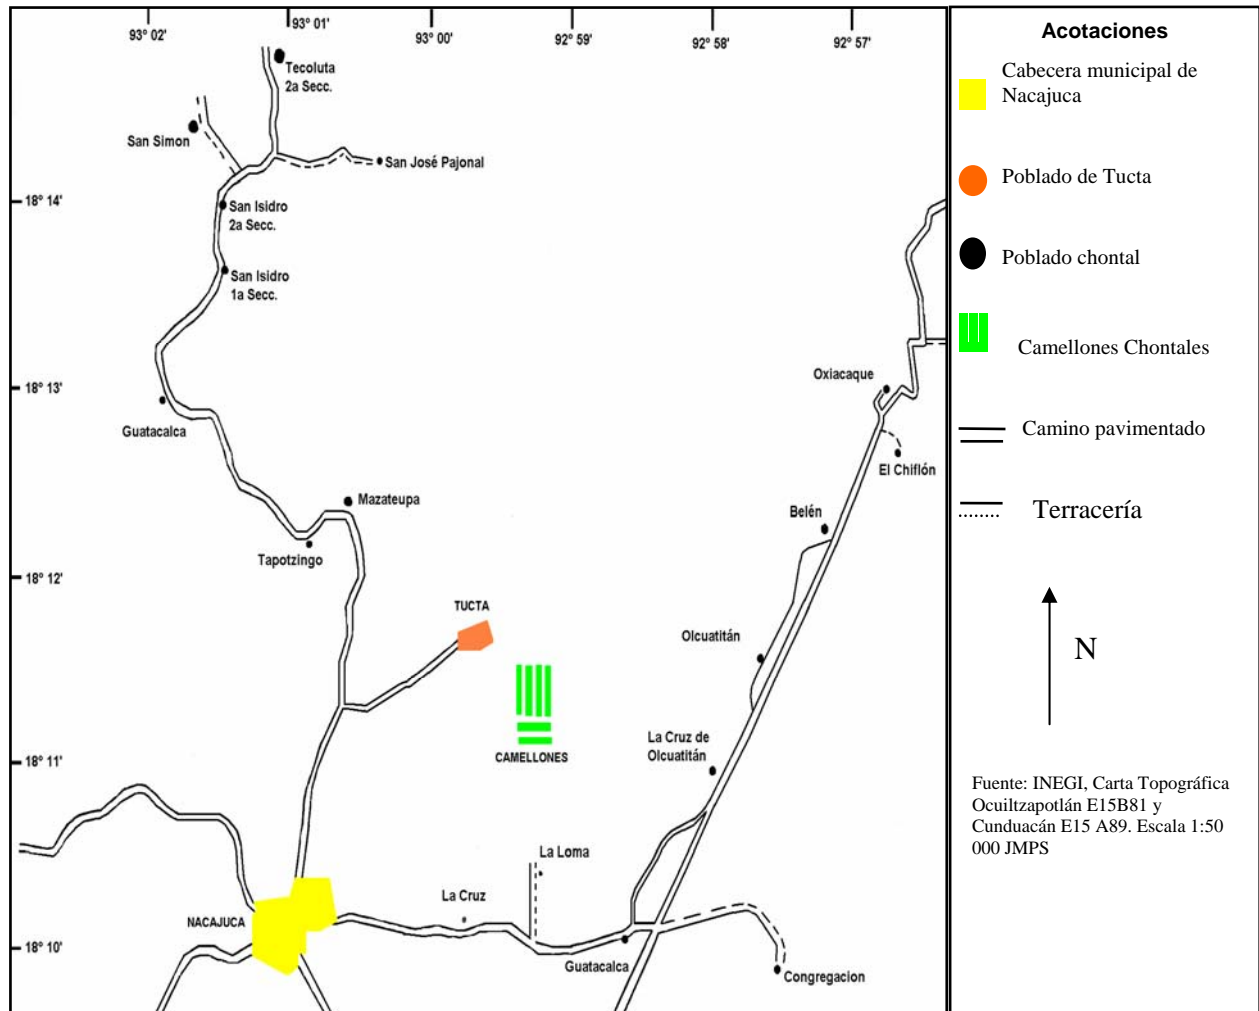 93° 02'
93° 01'
93° 00'
92° 59'
92° 58'
92° 57'
Tecoluta
2a Secc.
San Simon
San José Pajonal
18° 14'
San Isidro
2a Secc.
San Isidro
1a Secc.
Oxiacaque
18° 13'
Guatacalca
El Chiflón
Mazateupa
Belén
Tapotzingo
18° 12'
TUCTA
Olcuatitán
La Cruz de
Olcuatitán
CAMELLONES
18° 11'
La Loma
La Cruz
NACAJUCA
18° 10'
Guatacalca
Congregacion
Acotaciones
Cabecera municipal de
Nacajuca
Poblado de Tucta
Poblado chontal
Camellones Chontales
Camino pavimentado
Terracería
N
Fuente: INEGI, Carta Topográfica
Ocuiltzapotlán E15B81 y
Cunduacán E15 A89. Escala 1:50
000 JMPS